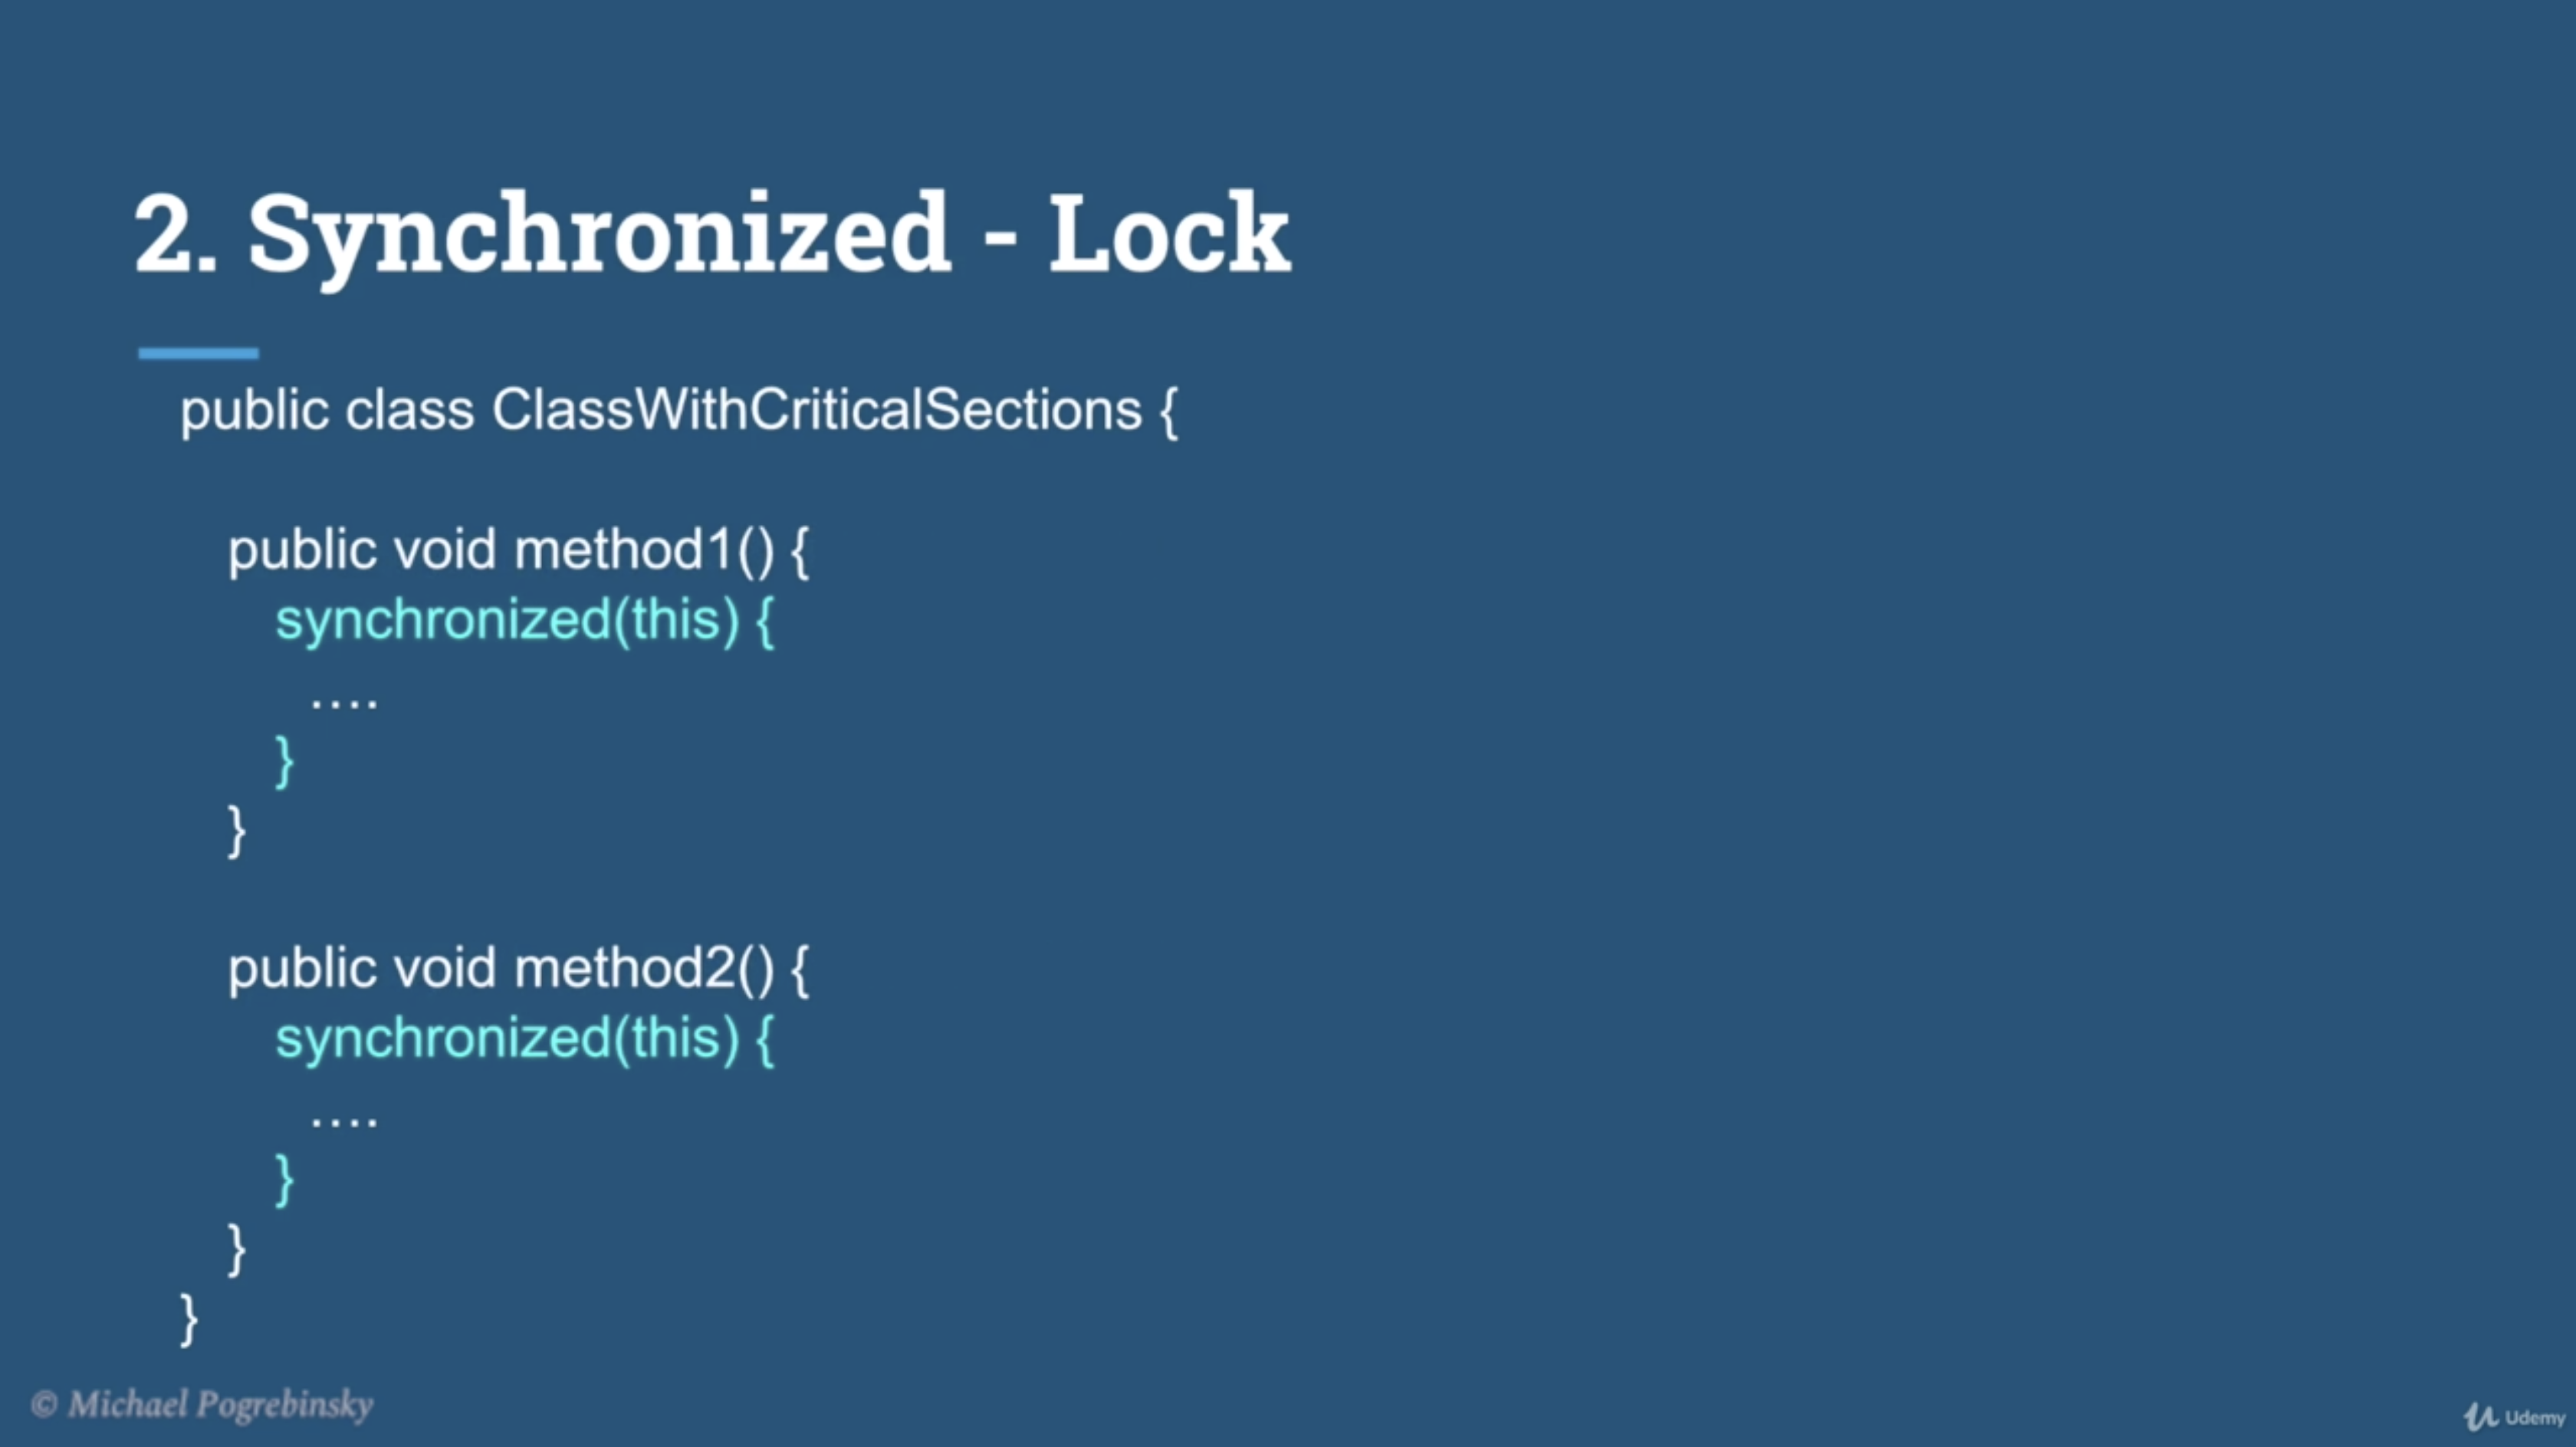 2. Synchronized - Lock
public class ClassWithCriticalSections {
public void method1() {
synchronized(this) {
....
}
}
public void method2() {
synchronized(this) {
....
}
}
}
© Michael Pogrebinsky
Udemy